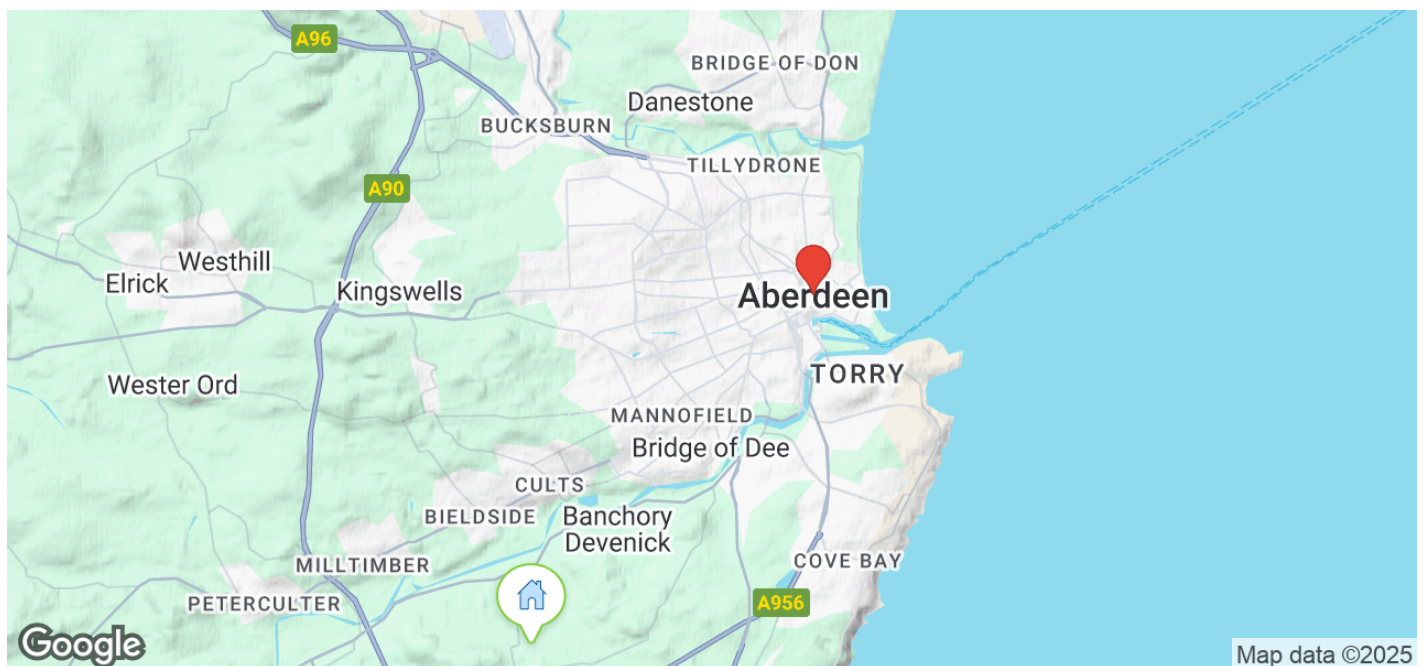 A96
BRIDGE OF DON
Danestone
BUCKSBURN
TILLYDRONE
A90
Westhill
Elrick
Kingswells
Aberdeen
TORRY
Wester Ord
MANNOFIELD
Bridge of Dee
CULTS
BIELDSIDE
Banchory
Devenick
MILLTIMBER
COVE BAY
PETERCULTER
A956
Google
Map data ©2025